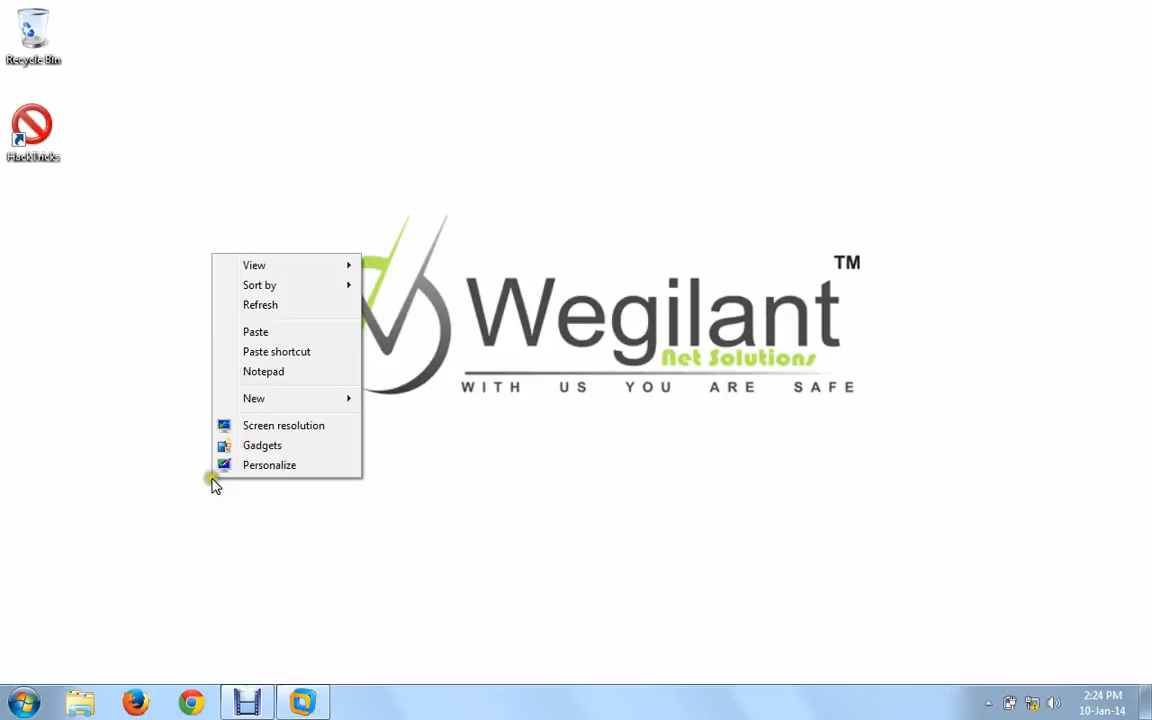 Recycle Bin
HackTricks
View
Sort by
Refresh
Paste
Paste shortcut
Notepad
New
Screen resolution
Gadgets
Personalize
Wegilant TM
Net Solutions
WITH US YOU ARE SAFE
2:24 PM
10-Jan-14